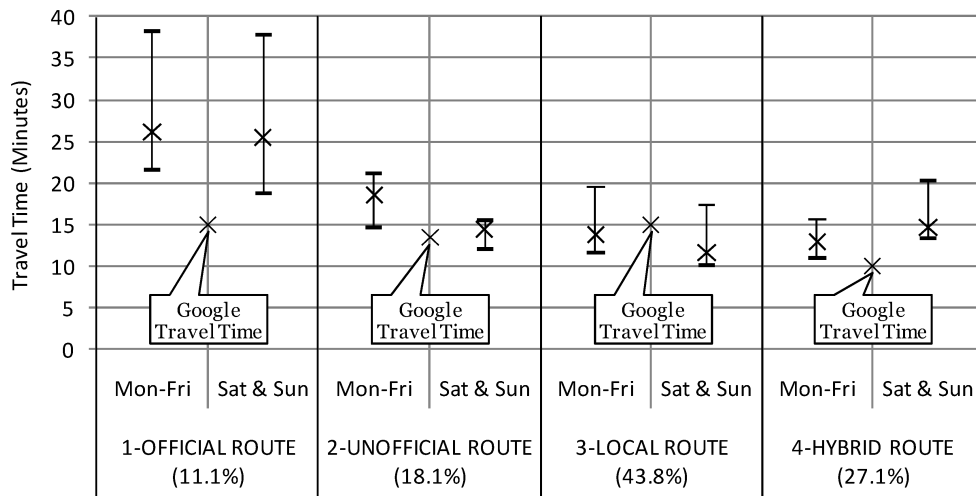 40
35
30
25
20
15
10
5
0
Travel Time (Minutes)
Google
Travel Time
Google
Travel Time
Google
Travel Time
Google
Travel Time
Mon-Fri Sat & Sun Mon-Fri Sat & Sun Mon-Fri Sat & Sun Mon-Fri Sat & Sun
1-OFFICIAL ROUTE 2-UNOFFICIAL ROUTE 3-LOCAL ROUTE 4-HYBRID ROUTE
(11.1%) (18.1%) (43.8%) (27.1%)